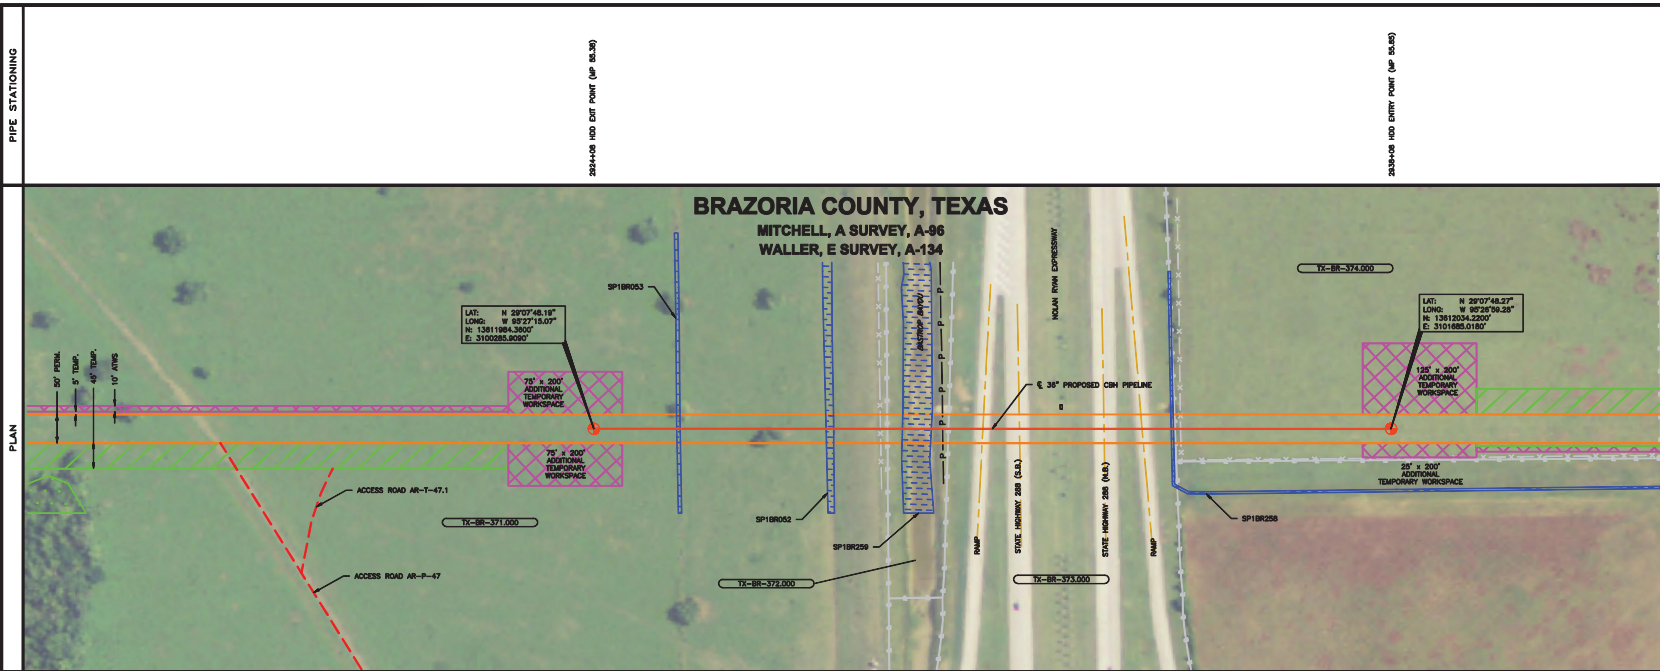 PIPE STATIONING
2924+08 HDD EXIT POINT (MP 55.38)
2938+08 HDD ENTRY POINT (MP 55.65)
PLAN
BRAZORIA COUNTY, TEXAS
MITCHELL, A SURVEY, A-96
WALLER, E SURVEY, A-134
NOLAN RYAN EXPRESSWAY
SP1BR053
TX-BR-374.000
LAT: N 29°07'48.19"
LONG: W 95°27'15.07"
N: 13611984.3600'
E: 3100285.9090'
LAT: N 29°07'48.27"
LONG: W 95°26'59.28"
N: 13612034.2200'
E: 3101685.0180'
BASTROP BAYOU
50' PERM.
5' TEMP.
45' TEMP.
10' ATWS
75' x 200'
ADDITIONAL
TEMPORARY
WORKSPACE
℄ 36" PROPOSED CBH PIPELINE
125' x 200'
ADDITIONAL
TEMPORARY
WORKSPACE
P
P
P
P
P
P
75' x 200'
ADDITIONAL
TEMPORARY
WORKSPACE
25' x 200'
ADDITIONAL
TEMPORARY WORKSPACE
ACCESS ROAD AR-T-47.1
TX-BR-371.000
SP1BR052
SP1BR258
SP1BR259
RAMP
STATE HIGHWAY 288 (S.B.)
STATE HIGHWAY 288 (N.B.)
RAMP
ACCESS ROAD AR-P-47
TX-BR-372.000
TX-BR-373.000